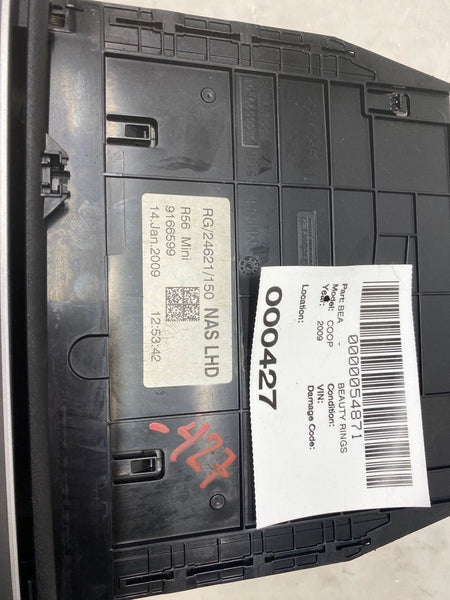 RG/24621/150 NAS LHD
R56 Mini
9166599
14.Jan.2009 12:53:42
-427
0000054871
Part: BEA - BEAUTY RINGS
Model: COOP Condition:
Year: 2009 VIN:
Damage Code:
Location:
000427